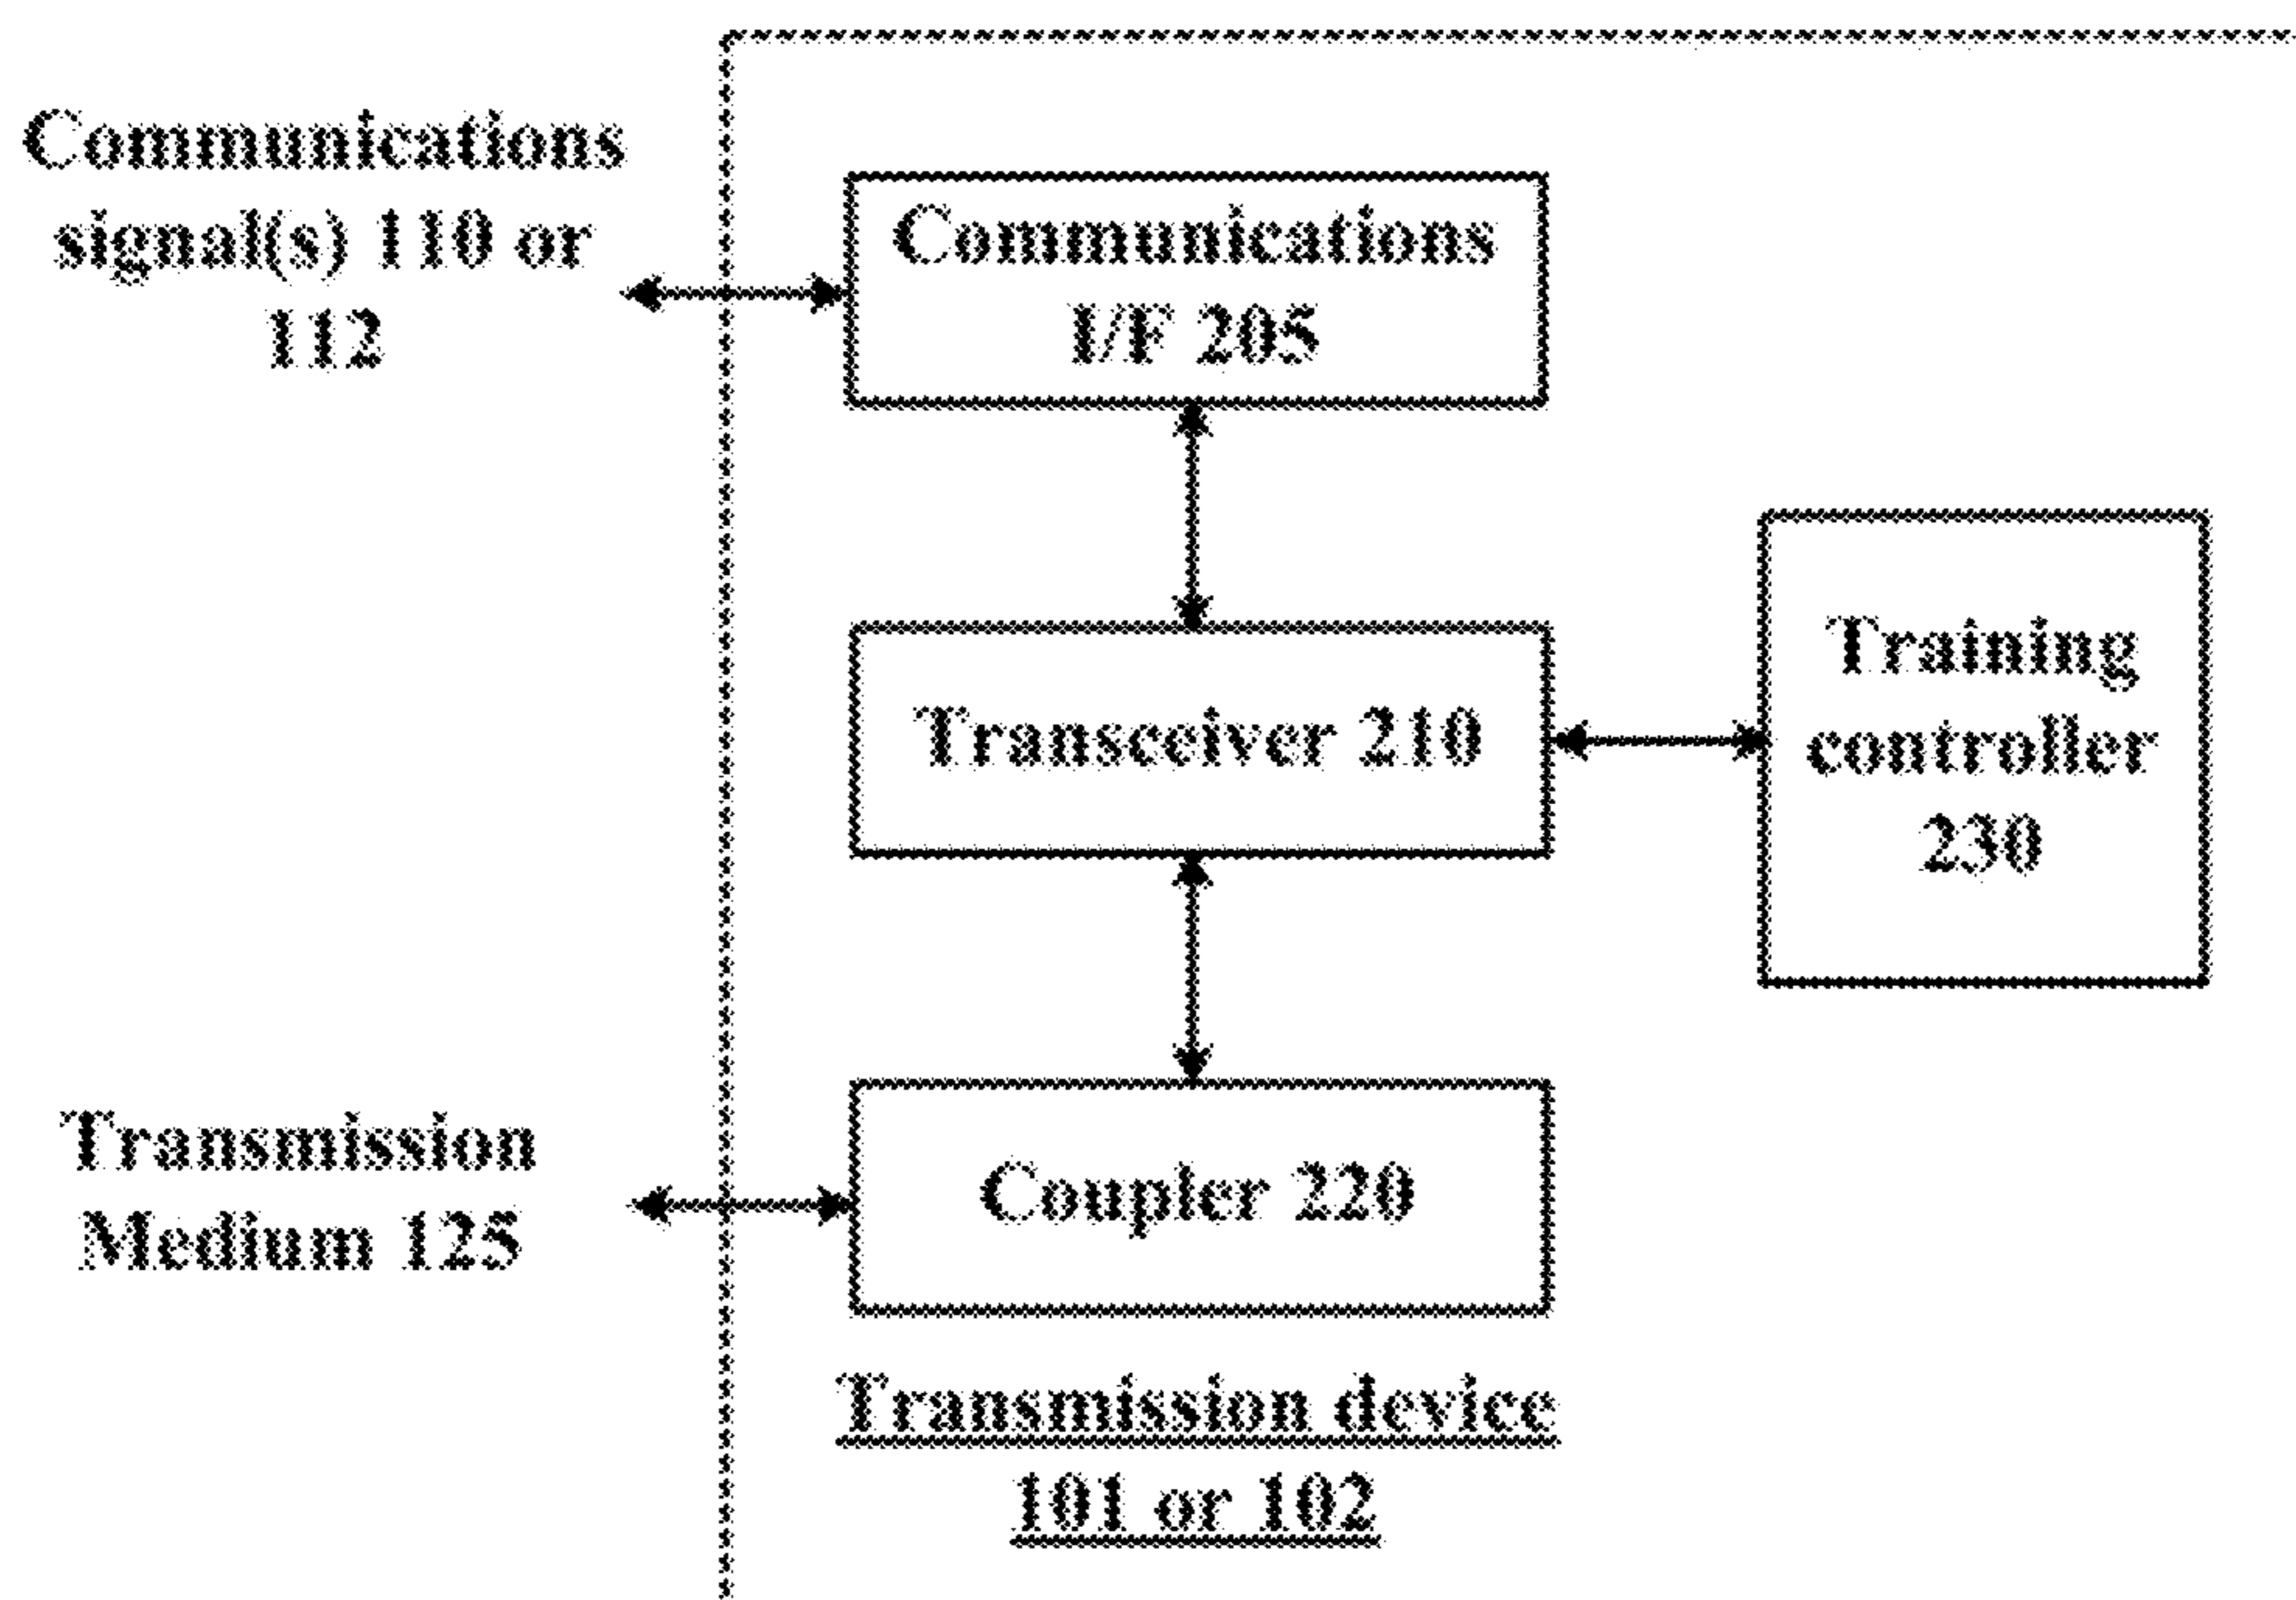 Communications
signal(s) 110 or
112
Communications
I/F 205
Transceiver 210
Training
controller
230
Transmission
Medium 125
Coupler 220
Transmission device
101 or 102